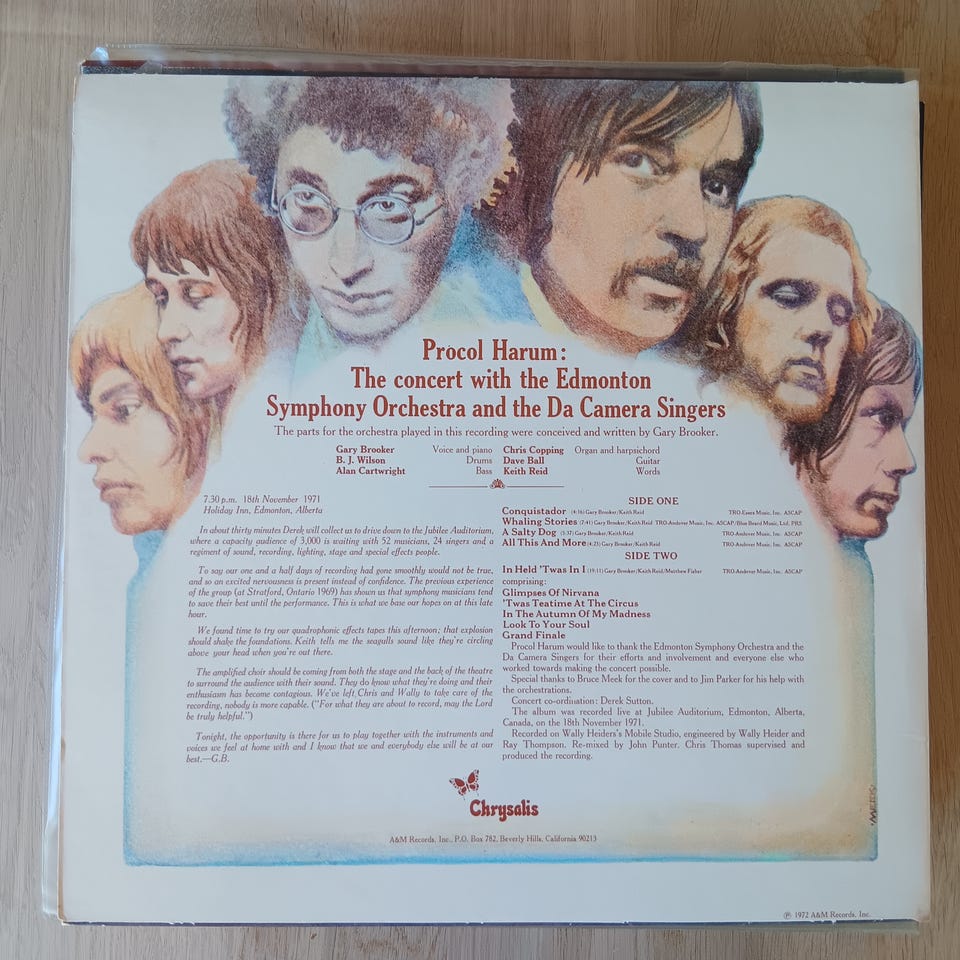 Procol Harum:
The concert with the Edmonton
Symphony Orchestra and the Da Camera Singers
The parts for the orchestra played in this recording were conceived and written by Gary Brooker.
Gary Brooker Voice and piano Chris Copping Organ and harpsichord
B. J. Wilson Drums Dave Ball Guitar
Alan Cartwright Bass Keith Reid Words
7.30 p.m. 18th November 1971
Holiday Inn, Edmonton, Alberta
In about thirty minutes Derek will collect us to drive down to the Jubilee Auditorium,
where a capacity audience of 3,000 is waiting with 52 musicians, 24 singers and a
regiment of sound, recording, lighting, stage and special effects people.
To say our one and a half days of recording had gone smoothly would not be true,
and so an excited nervousness is present instead of confidence. The previous experience
of the group (at Stratford, Ontario 1969) has shown us that symphony musicians tend
to save their best until the performance. This is what we base our hopes on at this late
hour.
We found time to try our quadrophonic effects tapes this afternoon; that explosion
should shake the foundations. Keith tells me the seagulls sound like they're circling
above your head when you're out there.
The amplified choir should be coming from both the stage and the back of the theatre
to surround the audience with their sound. They do know what they're doing and their
enthusiasm has become contagious. We've left Chris and Wally to take care of the
recording, nobody is more capable. ("For what they are about to record, may the Lord
be truly helpful.")
Tonight, the opportunity is there for us to play together with the instruments and
voices we feel at home with and I know that we and everybody else will be at our
best.—G.B.
SIDE ONE
Conquistador (4:16) Gary Brooker/Keith Reid TRO-Essex Music, Inc. ASCAP
Whaling Stories (7:41) Gary Brooker/Keith Reid TRO-Andover Music, Inc. ASCAP/Blue Beard Music Ltd. PRS
A Salty Dog (5:37) Gary Brooker/Keith Reid TRO-Andover Music, Inc. ASCAP
All This And More (4:23) Gary Brooker/Keith Reid TRO-Andover Music, Inc. ASCAP
SIDE TWO
In Held 'Twas In I (19:11) Gary Brooker/Keith Reid/Matthew Fisher TRO-Andover Music, Inc. ASCAP
comprising:
Glimpses Of Nirvana
'Twas Teatime At The Circus
In The Autumn Of My Madness
Look To Your Soul
Grand Finale
Procol Harum would like to thank the Edmonton Symphony Orchestra and the
Da Camera Singers for their efforts and involvement and everyone else who
worked towards making the concert possible.
Special thanks to Bruce Meek for the cover and to Jim Parker for his help with
the orchestrations.
Concert co-ordination: Derek Sutton.
The album was recorded live at Jubilee Auditorium, Edmonton, Alberta,
Canada, on the 18th November 1971.
Recorded on Wally Heider's Mobile Studio, engineered by Wally Heider and
Ray Thompson. Re-mixed by John Punter. Chris Thomas supervised and
produced the recording.
Chrysalis
A&M Records, Inc., P.O. Box 782, Beverly Hills, California 90213
℗ 1972 A&M Records, Inc.